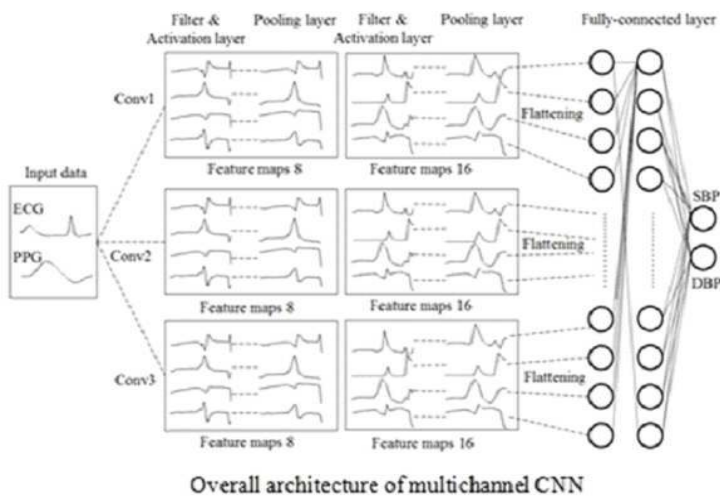 Filter & Activation layer
Pooling layer
Filter & Activation layer
Pooling layer
Fully-connected layer
Conv1
Flattening
Feature maps 8
Feature maps 16
Input data
ECG
PPG
Conv2
Flattening
Feature maps 8
Feature maps 16
SBP
DBP
Conv3
Flattening
Feature maps 8
Feature maps 16
Overall architecture of multichannel CNN